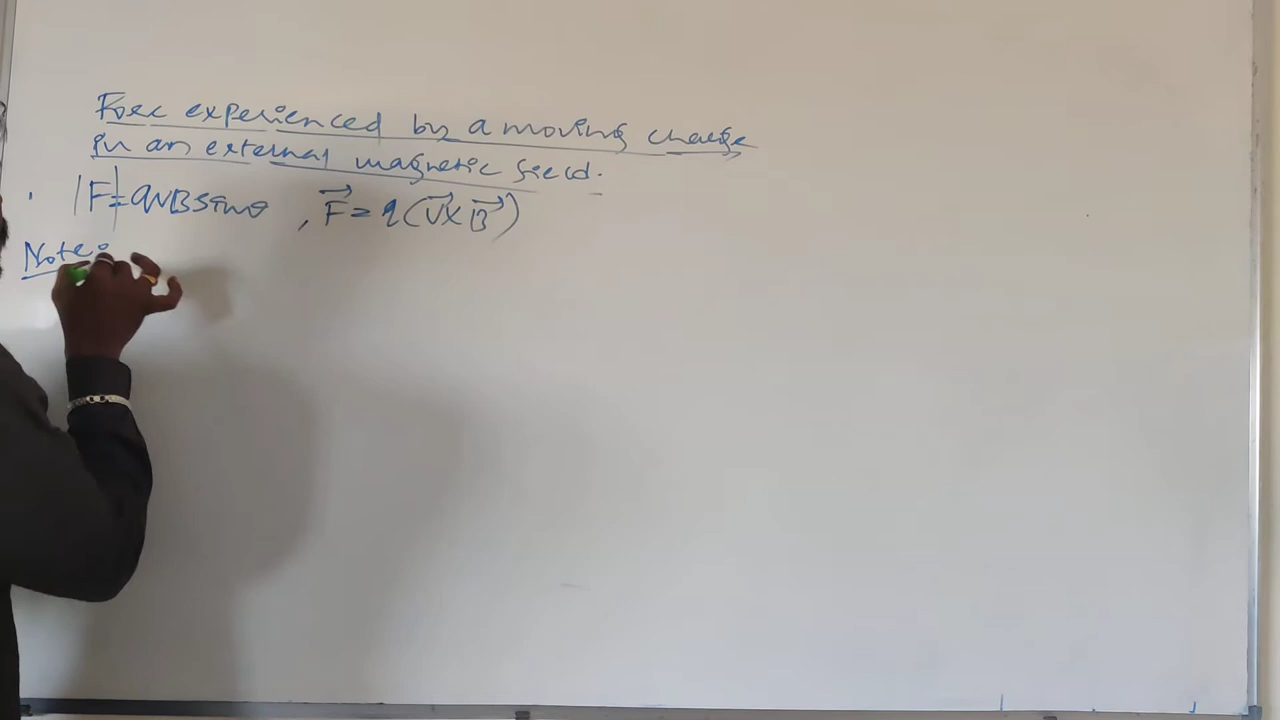 Force experienced by a moving charge
in an external magnetic field.
|F|= qVBsinθ , F⃗ = q(V⃗ X B⃗)
Note: